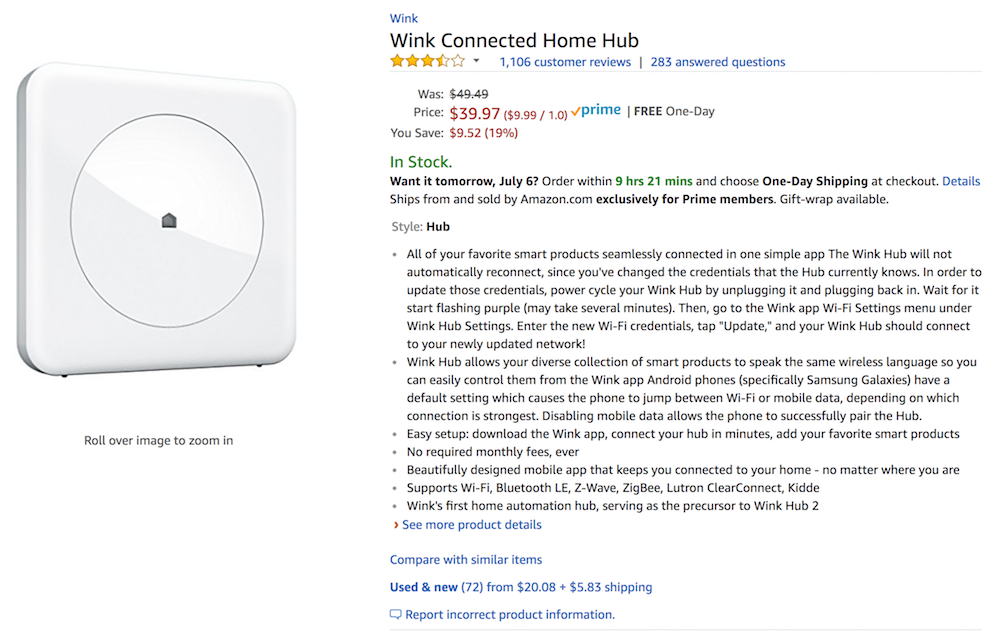 Wink
Wink Connected Home Hub
1,106 customer reviews | 283 answered questions
Was: $49.49
Price: $39.97 ($9.99 / 1.0) prime | FREE One-Day
You Save: $9.52 (19%)
In Stock.
Want it tomorrow, July 6? Order within 9 hrs 21 mins and choose One-Day Shipping at checkout. Details
Ships from and sold by Amazon.com exclusively for Prime members. Gift-wrap available.
Style: Hub
• All of your favorite smart products seamlessly connected in one simple app The Wink Hub will not
automatically reconnect, since you've changed the credentials that the Hub currently knows. In order to
update those credentials, power cycle your Wink Hub by unplugging it and plugging back in. Wait for it
start flashing purple (may take several minutes). Then, go to the Wink app Wi-Fi Settings menu under
Wink Hub Settings. Enter the new Wi-Fi credentials, tap "Update," and your Wink Hub should connect
to your newly updated network!
• Wink Hub allows your diverse collection of smart products to speak the same wireless language so you
can easily control them from the Wink app Android phones (specifically Samsung Galaxies) have a
default setting which causes the phone to jump between Wi-Fi or mobile data, depending on which
connection is strongest. Disabling mobile data allows the phone to successfully pair the Hub.
• Easy setup: download the Wink app, connect your hub in minutes, add your favorite smart products
• No required monthly fees, ever
• Beautifully designed mobile app that keeps you connected to your home - no matter where you are
• Supports Wi-Fi, Bluetooth LE, Z-Wave, ZigBee, Lutron ClearConnect, Kidde
• Wink's first home automation hub, serving as the precursor to Wink Hub 2
› See more product details
Roll over image to zoom in
Compare with similar items
Used & new (72) from $20.08 + $5.83 shipping
Report incorrect product information.